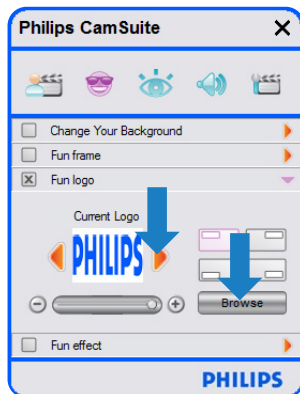 Philips CamSuite
Change Your Background
Fun frame
Fun logo
Current Logo
PHILIPS
Browse
Fun effect
PHILIPS